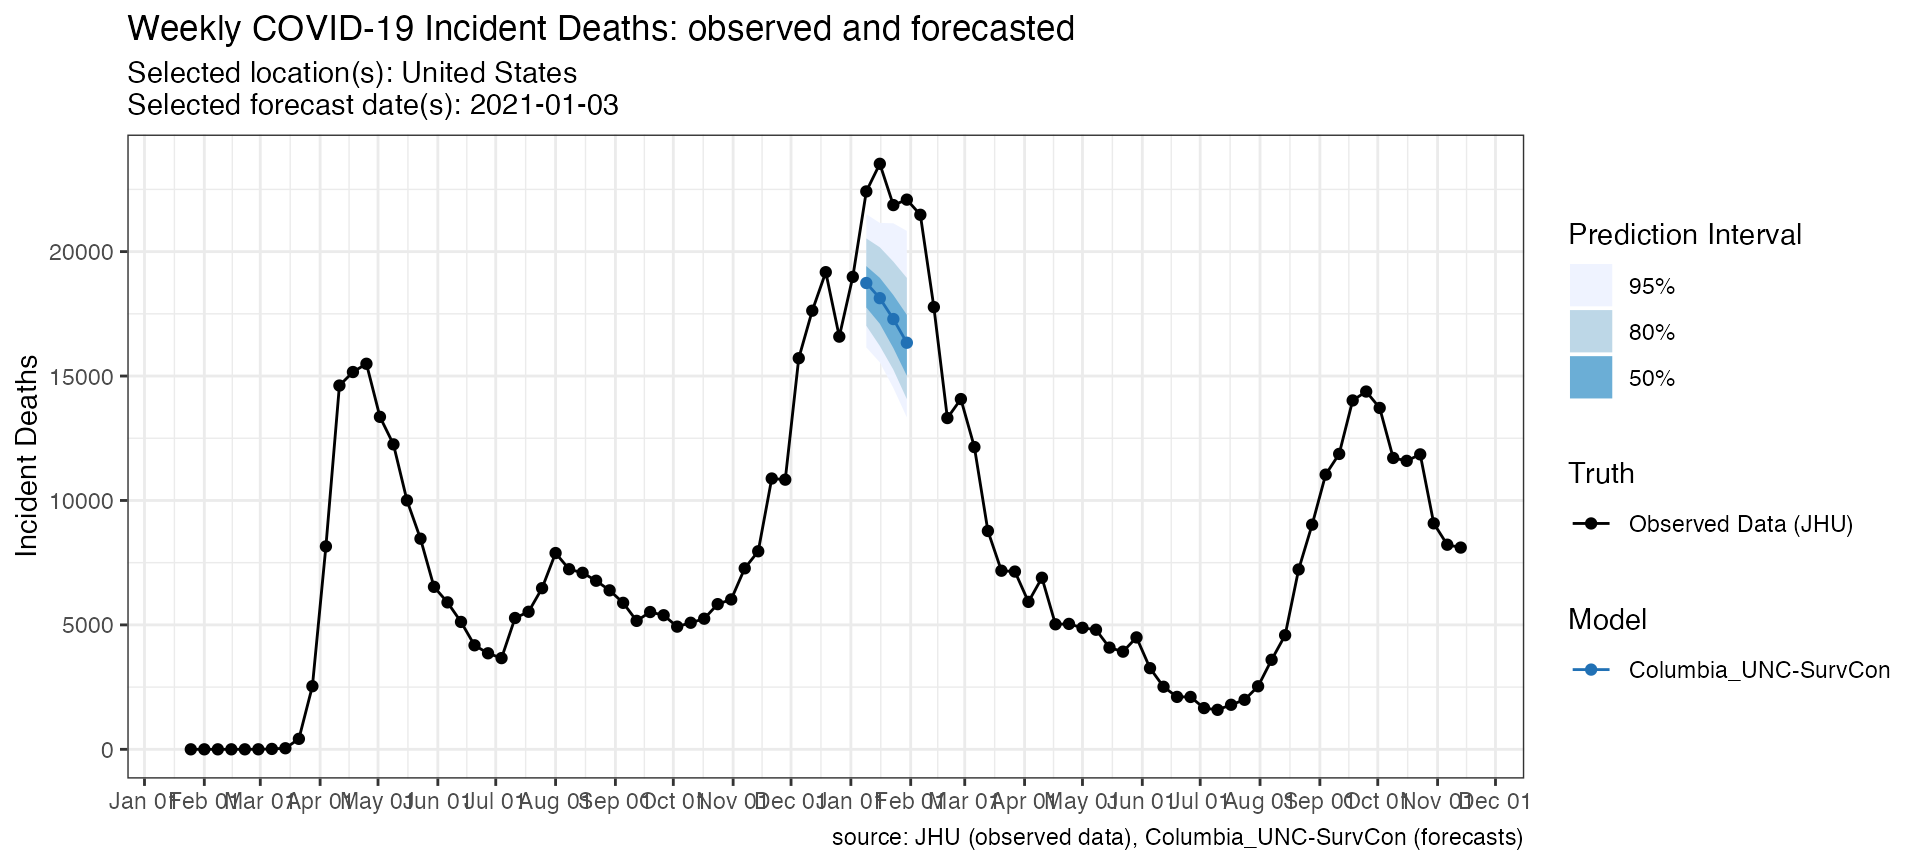 Weekly COVID-19 Incident Deaths: observed and forecasted
Selected location(s): United States
Selected forecast date(s): 2021-01-03
Incident Deaths
20000
15000
10000
5000
0
Jan 01 Feb 01 Mar 01 Apr 01 May 01 Jun 01 Jul 01 Aug 01 Sep 01 Oct 01 Nov 01 Dec 01 Jan 01 Feb 01 Mar 01 Apr 01 May 01 Jun 01 Jul 01 Aug 01 Sep 01 Oct 01 Nov 01 Dec 01
source: JHU (observed data), Columbia_UNC-SurvCon (forecasts)
Prediction Interval
95%
80%
50%
Truth
Observed Data (JHU)
Model
Columbia_UNC-SurvCon